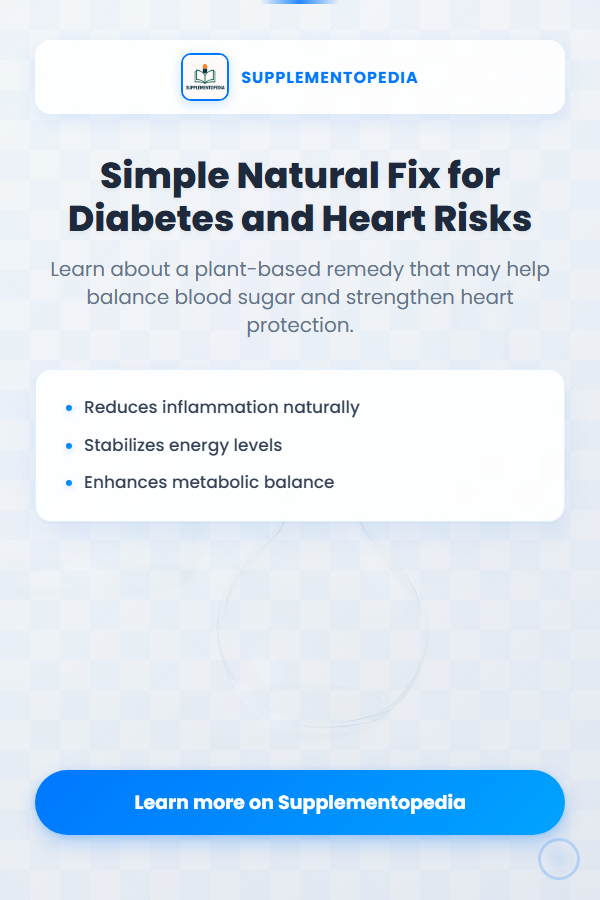 SUPPLEMENTOPEDIA
SUPPLEMENTOPEDIA
Simple Natural Fix for
Diabetes and Heart Risks
Learn about a plant-based remedy that may help
balance blood sugar and strengthen heart
protection.
Reduces inflammation naturally
Stabilizes energy levels
Enhances metabolic balance
Learn more on Supplementopedia